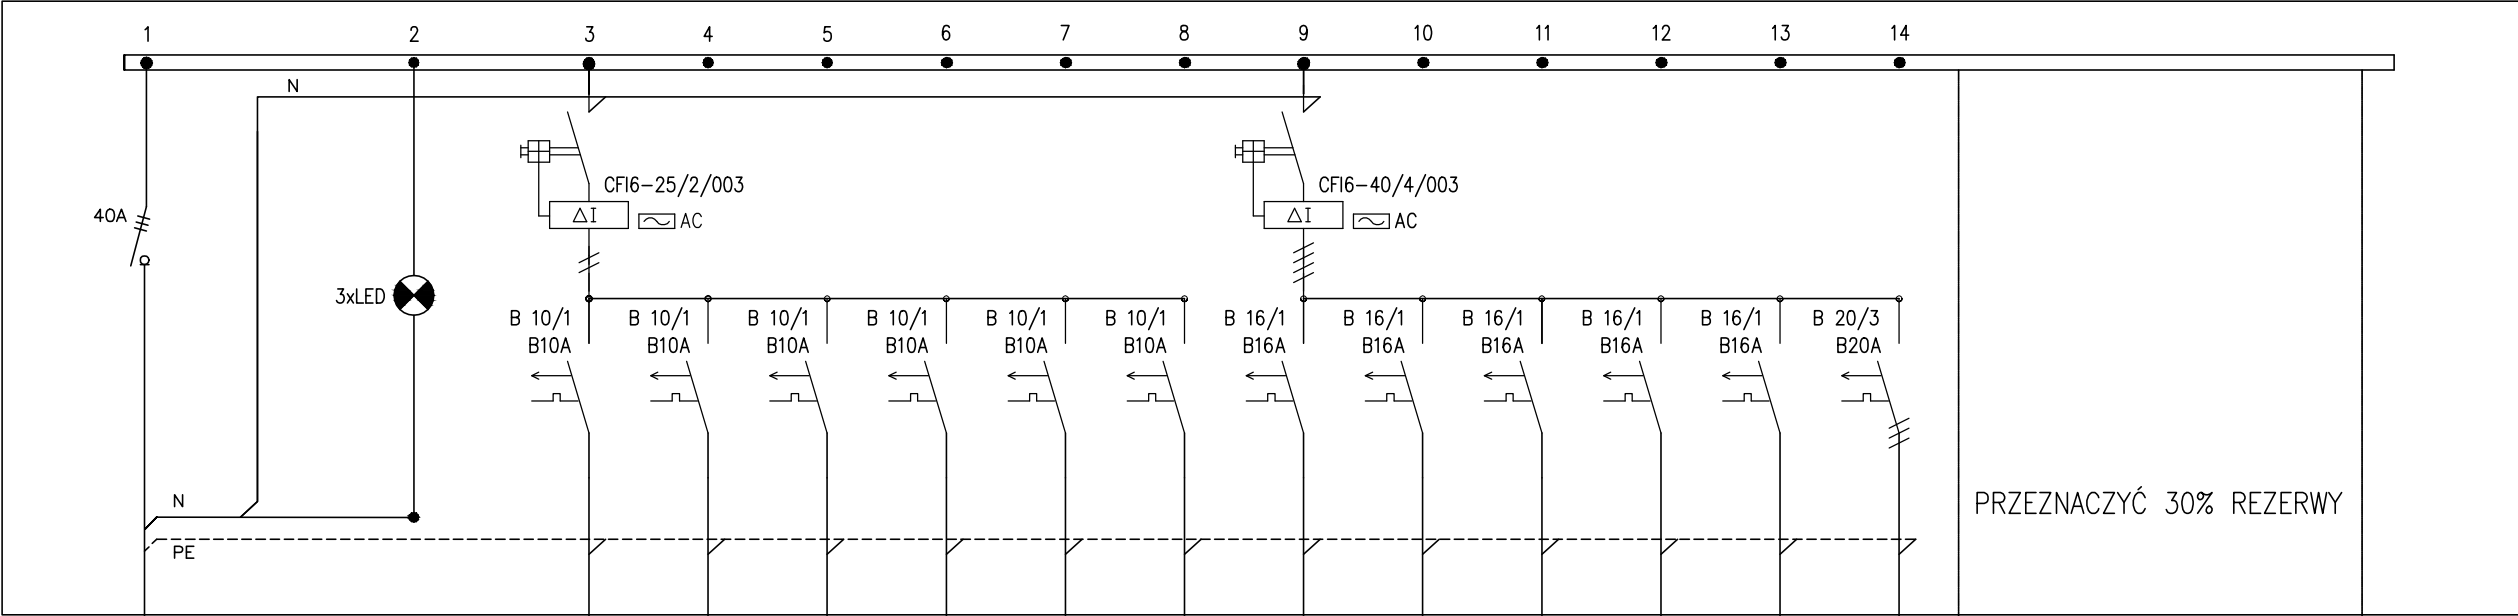 1 2 3 4 5 6 7 8 9 10 11 12 13 14
N
CFI6-25/2/003 CFI6-40/4/003
40A ΔI AC ΔI AC
3xLED
B 10/1 B 10/1 B 10/1 B 10/1 B 10/1 B 10/1 B 16/1 B 16/1 B 16/1 B 16/1 B 16/1 B 20/3
B10A B10A B10A B10A B10A B10A B16A B16A B16A B16A B16A B20A
N PRZEZNACZYĆ 30% REZERWY
PE